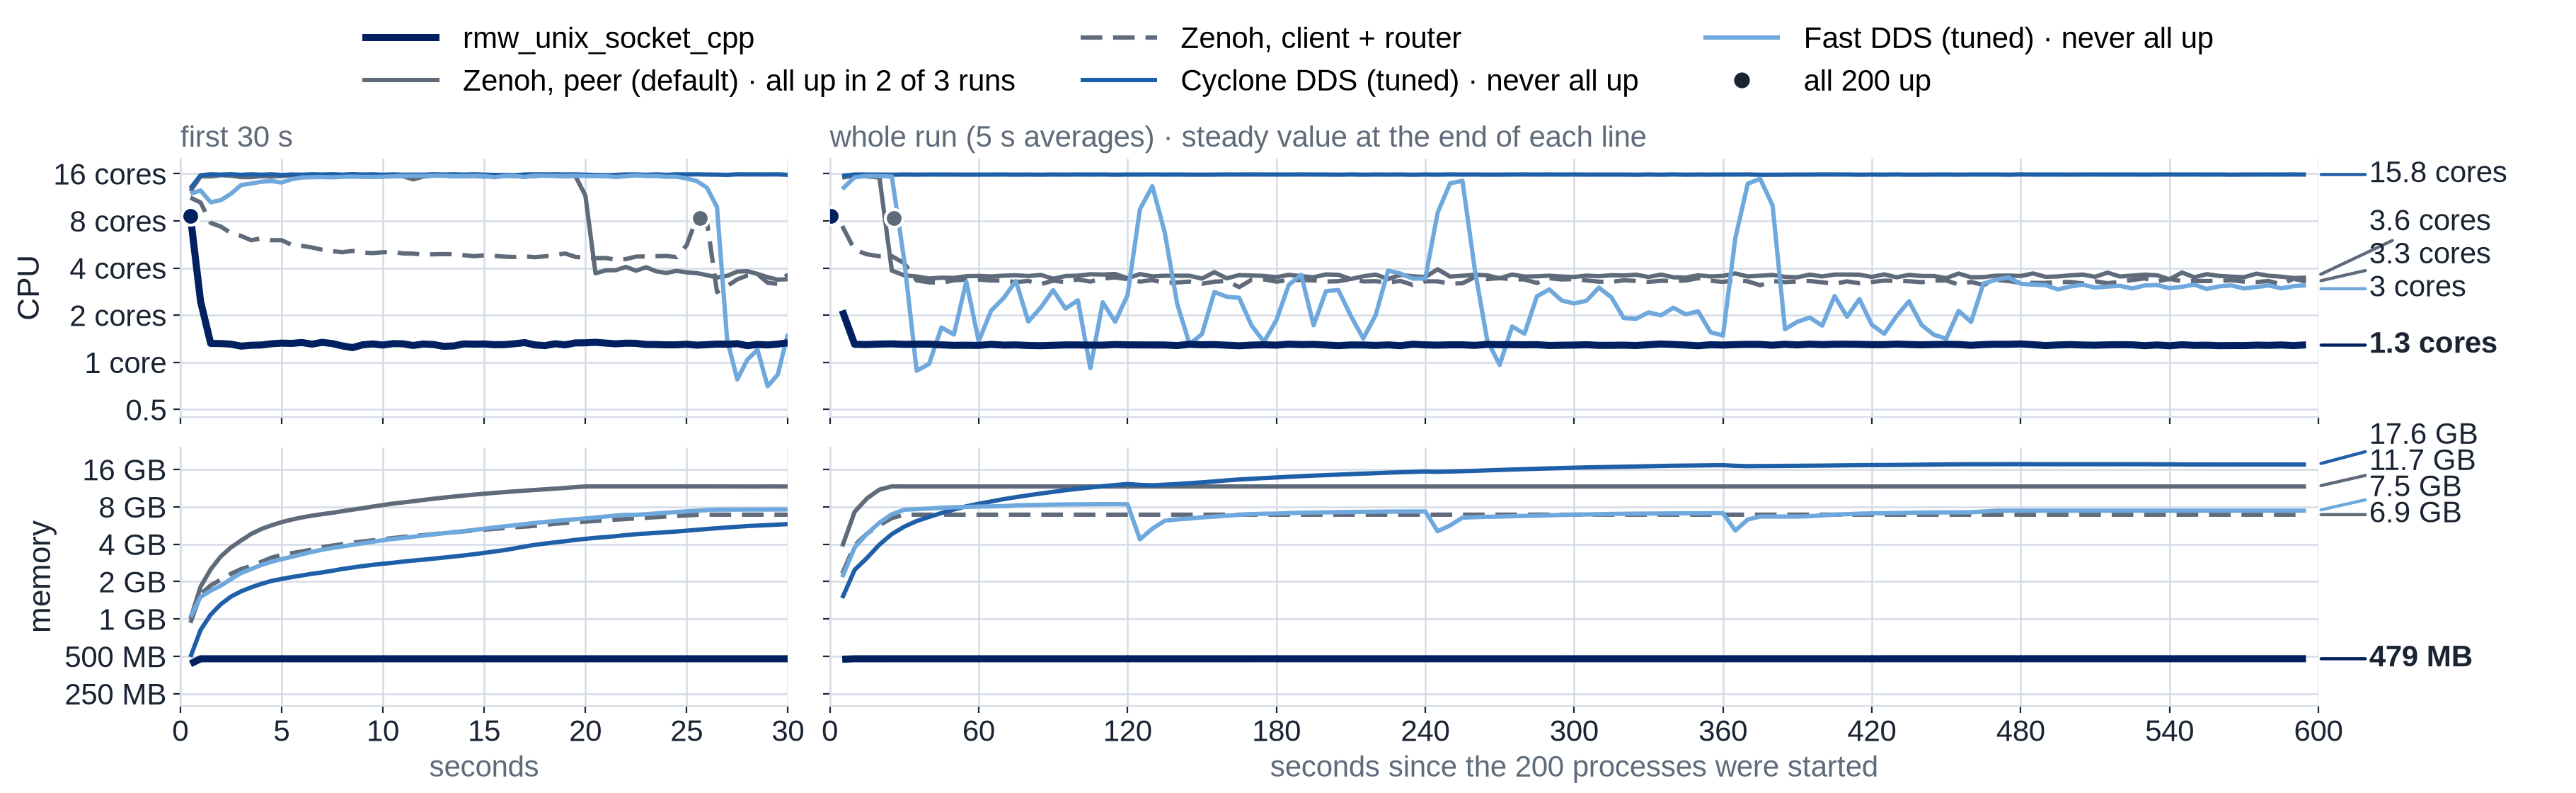 rmw_unix_socket_cpp
Zenoh, peer (default) · all up in 2 of 3 runs
Zenoh, client + router
Cyclone DDS (tuned) · never all up
Fast DDS (tuned) · never all up
all 200 up
first 30 s
whole run (5 s averages) · steady value at the end of each line
CPU
16 cores
8 cores
4 cores
2 cores
1 core
0.5
15.8 cores
3.6 cores
3.3 cores
3 cores
1.3 cores
memory
16 GB
8 GB
4 GB
2 GB
1 GB
500 MB
250 MB
17.6 GB
11.7 GB
7.5 GB
6.9 GB
479 MB
0 5 10 15 20 25 30
0 60 120 180 240 300 360 420 480 540 600
seconds
seconds since the 200 processes were started